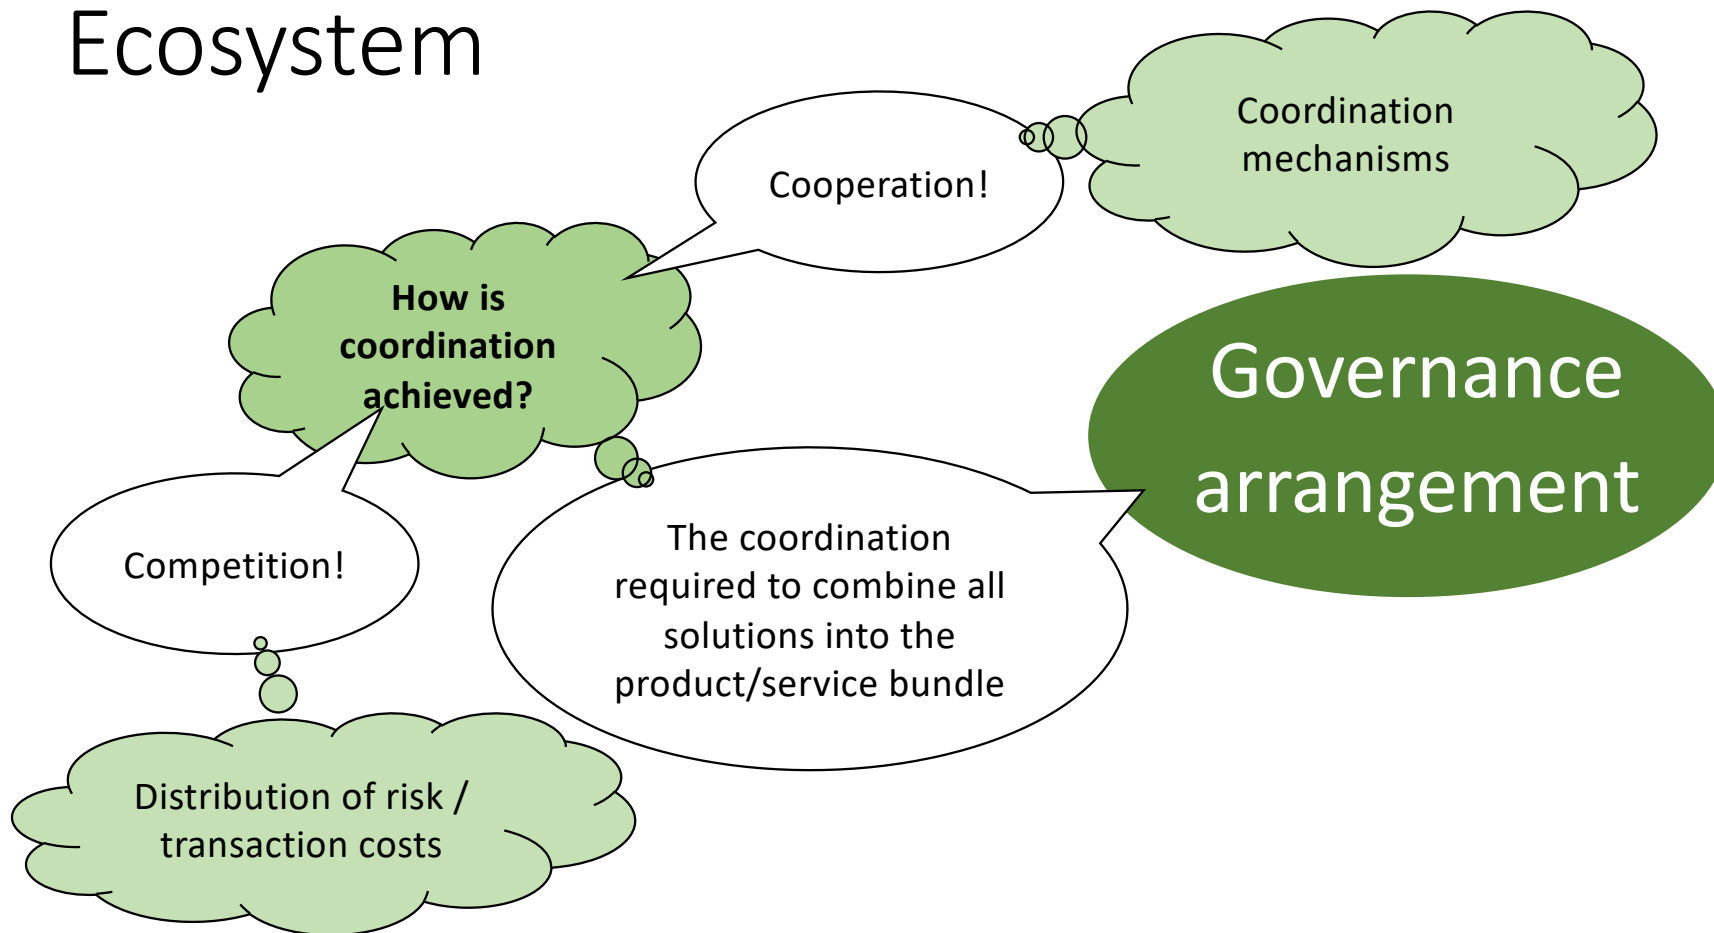 Ecosystem
Coordination
mechanisms
Cooperation!
How is
coordination
achieved?
Governance
arrangement
Competition!
The coordination
required to combine all
solutions into the
product/service bundle
Distribution of risk /
transaction costs